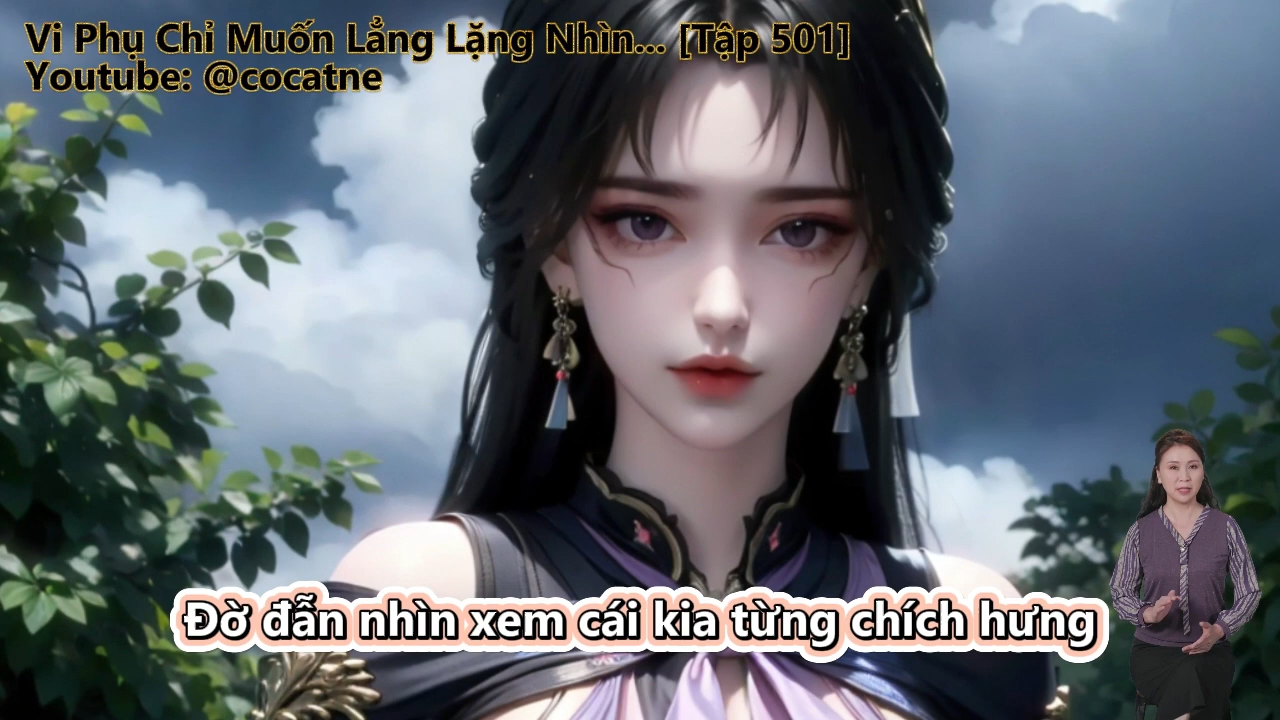 Vi Phụ Chỉ Muốn Lẳng Lặng Nhìn... [Tập 501]
Youtube: @cocatne
Đờ đẫn nhìn xem cái kia từng chích hưng